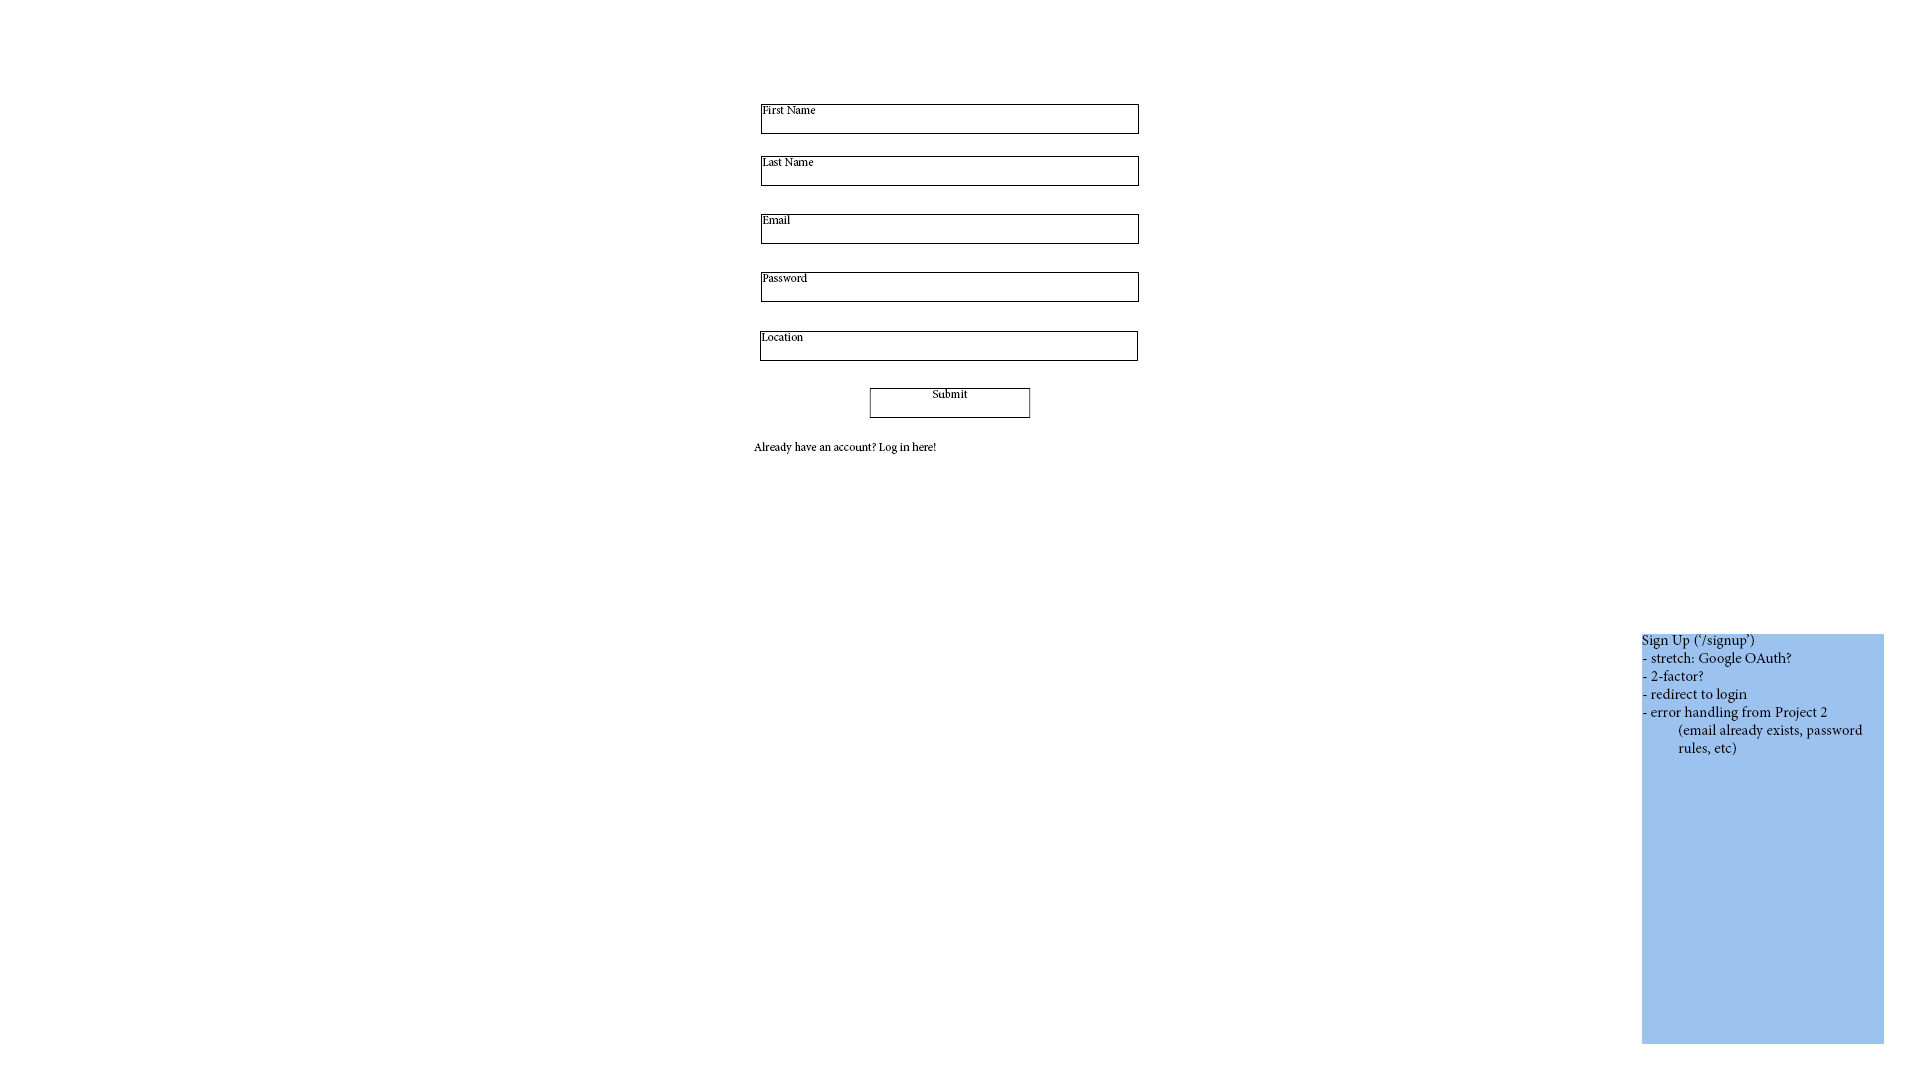 First Name
Last Name
Email
Password
Location
Submit
Already have an account? Log in here!
Sign Up (‘/signup’)
- stretch: Google OAuth?
- 2-factor?
- redirect to login
- error handling from Project 2
(email already exists, password
rules, etc)